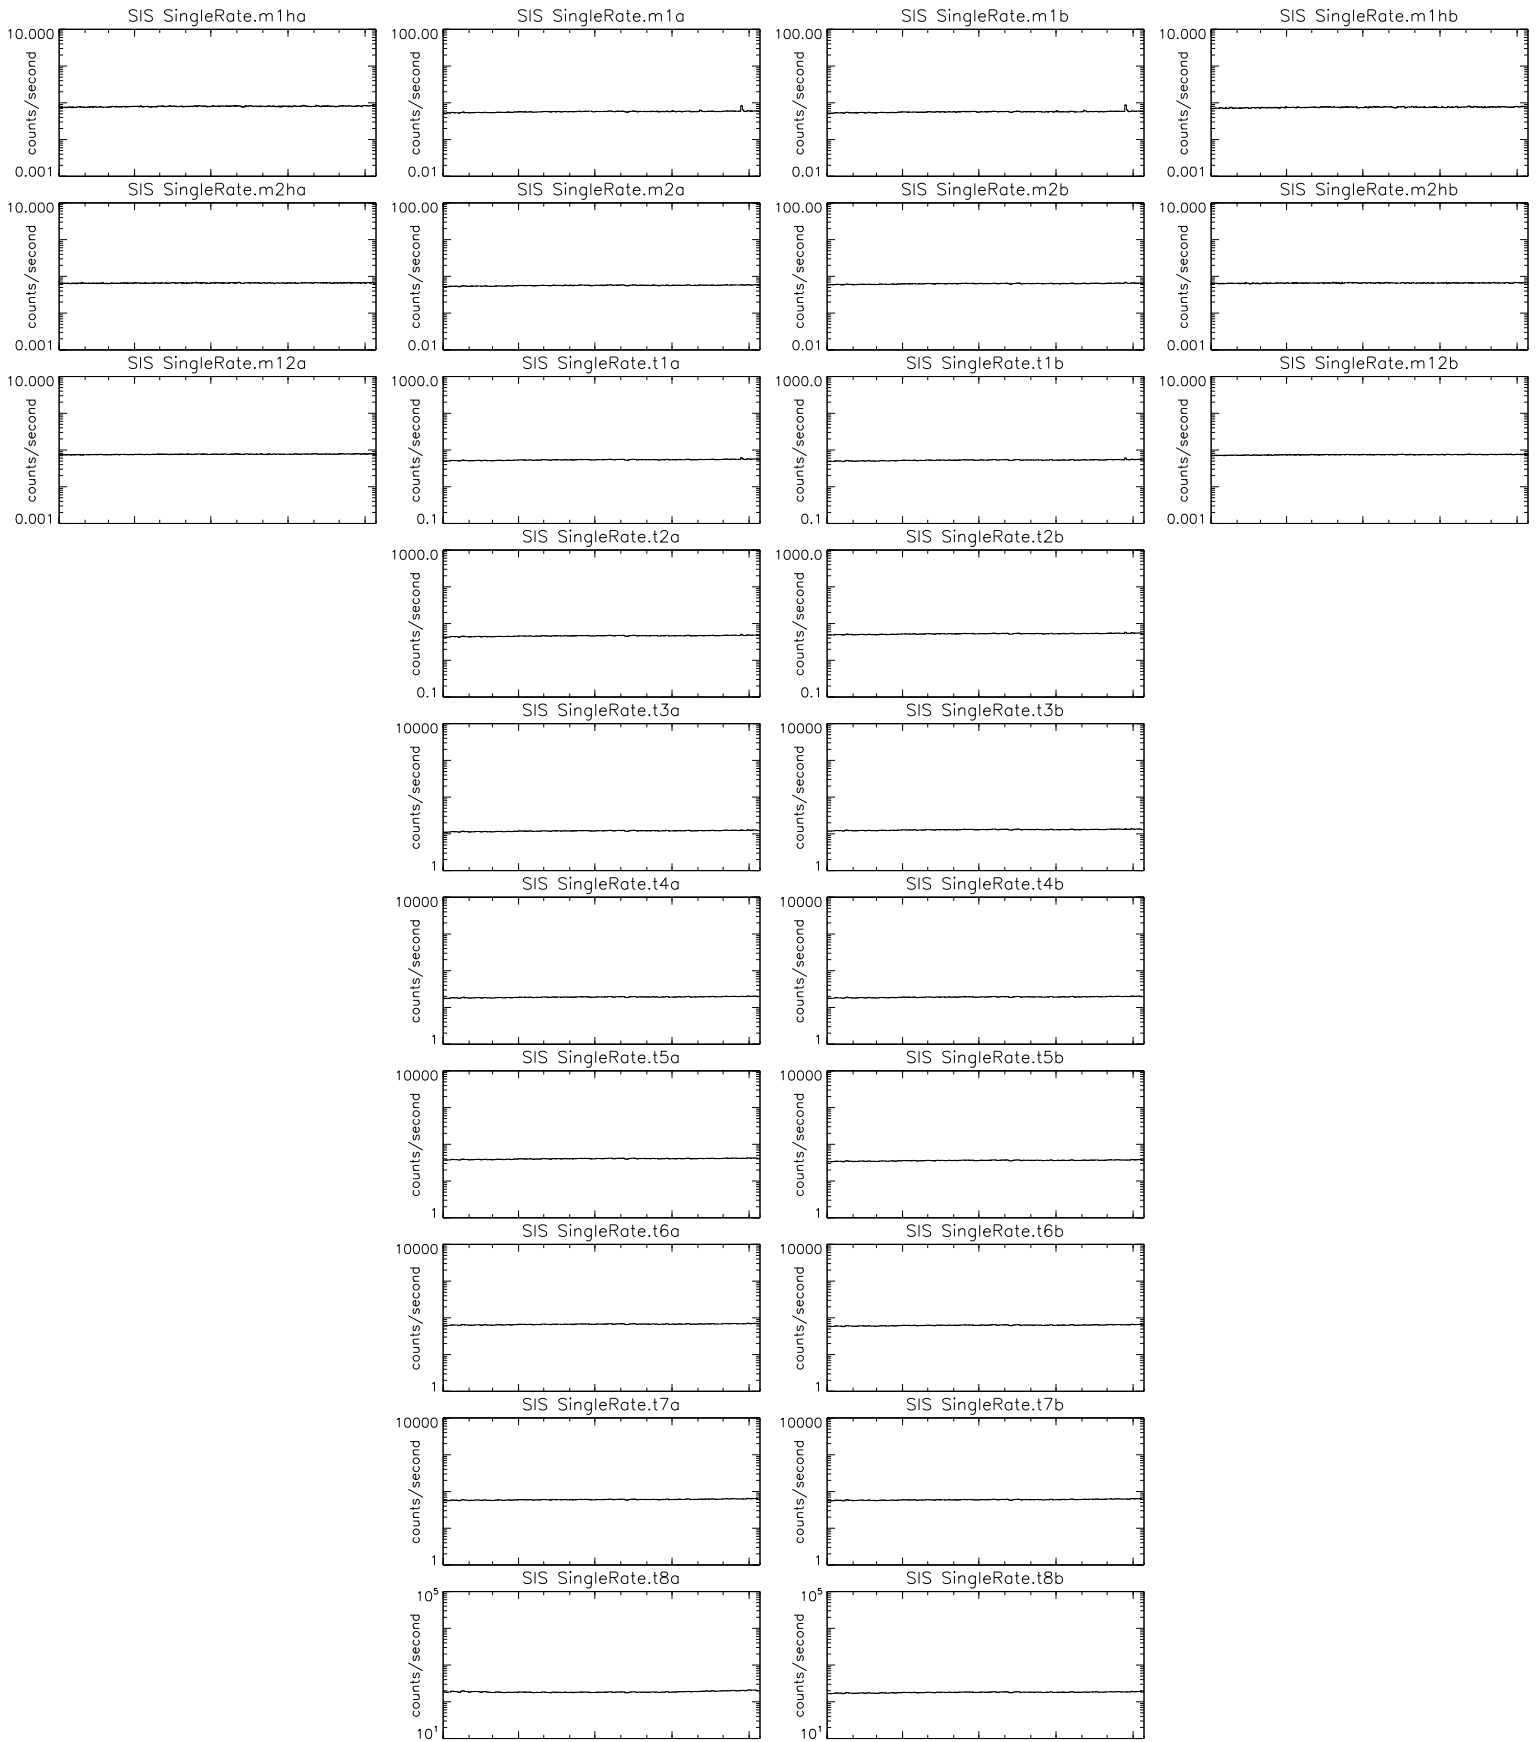 SIS SingleRate.m1ha
10.000
counts/second
0.001
SIS SingleRate.m1a
100.00
counts/second
0.01
SIS SingleRate.m1b
100.00
counts/second
0.01
SIS SingleRate.m1hb
10.000
counts/second
0.001
SIS SingleRate.m2ha
10.000
counts/second
0.001
SIS SingleRate.m2a
100.00
counts/second
0.01
SIS SingleRate.m2b
100.00
counts/second
0.01
SIS SingleRate.m2hb
10.000
counts/second
0.001
SIS SingleRate.m12a
10.000
counts/second
0.001
SIS SingleRate.t1a
1000.0
counts/second
0.1
SIS SingleRate.t1b
1000.0
counts/second
0.1
SIS SingleRate.m12b
10.000
counts/second
0.001
SIS SingleRate.t2a
1000.0
counts/second
0.1
SIS SingleRate.t2b
1000.0
counts/second
0.1
SIS SingleRate.t3a
10000
counts/second
1
SIS SingleRate.t3b
10000
counts/second
1
SIS SingleRate.t4a
10000
counts/second
1
SIS SingleRate.t4b
10000
counts/second
1
SIS SingleRate.t5a
10000
counts/second
1
SIS SingleRate.t5b
10000
counts/second
1
SIS SingleRate.t6a
10000
counts/second
1
SIS SingleRate.t6b
10000
counts/second
1
SIS SingleRate.t7a
10000
counts/second
1
SIS SingleRate.t7b
10000
counts/second
1
SIS SingleRate.t8a
10⁵
counts/second
10¹
SIS SingleRate.t8b
10⁵
counts/second
10¹